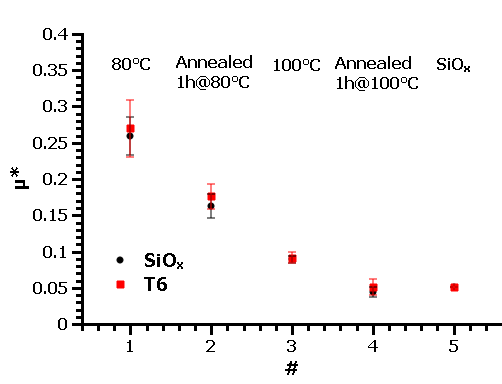 0.4
0.35
0.3
0.25
0.2
0.15
0.1
0.05
0
μ*
80°C
Annealed
1h@80°C
100°C
Annealed
1h@100°C
SiOₓ
SiOₓ
T6
1 2 3 4 5
#